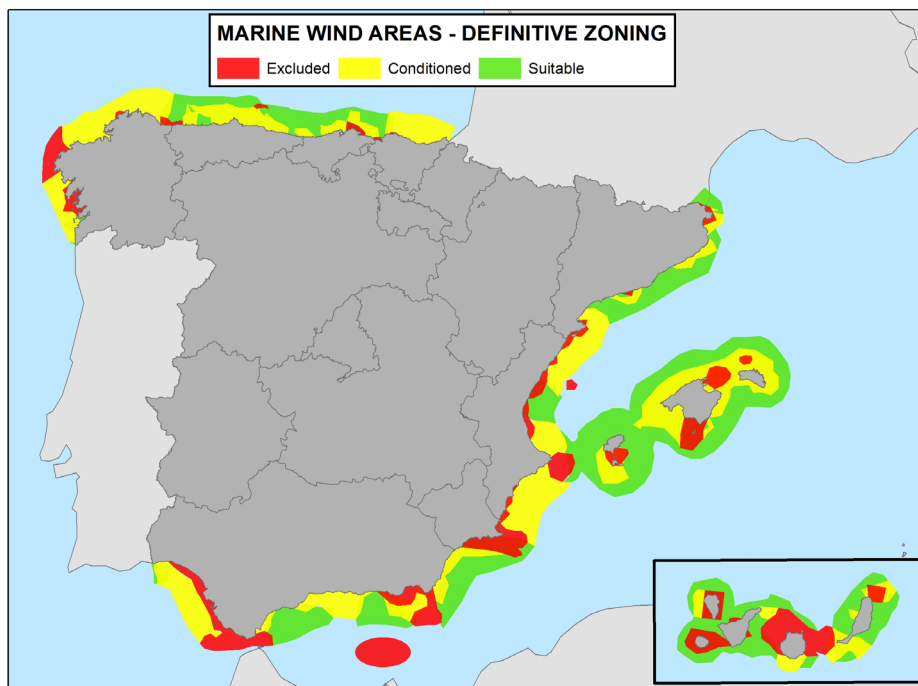 MARINE WIND AREAS - DEFINITIVE ZONING
Excluded Conditioned Suitable